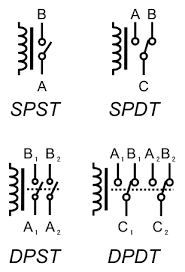 B
A B
A
C
SPST SPDT
B₁ B₂
A₁ B₁ A₂ B₂
A₁ A₂
C₁ C₂
DPST DPDT